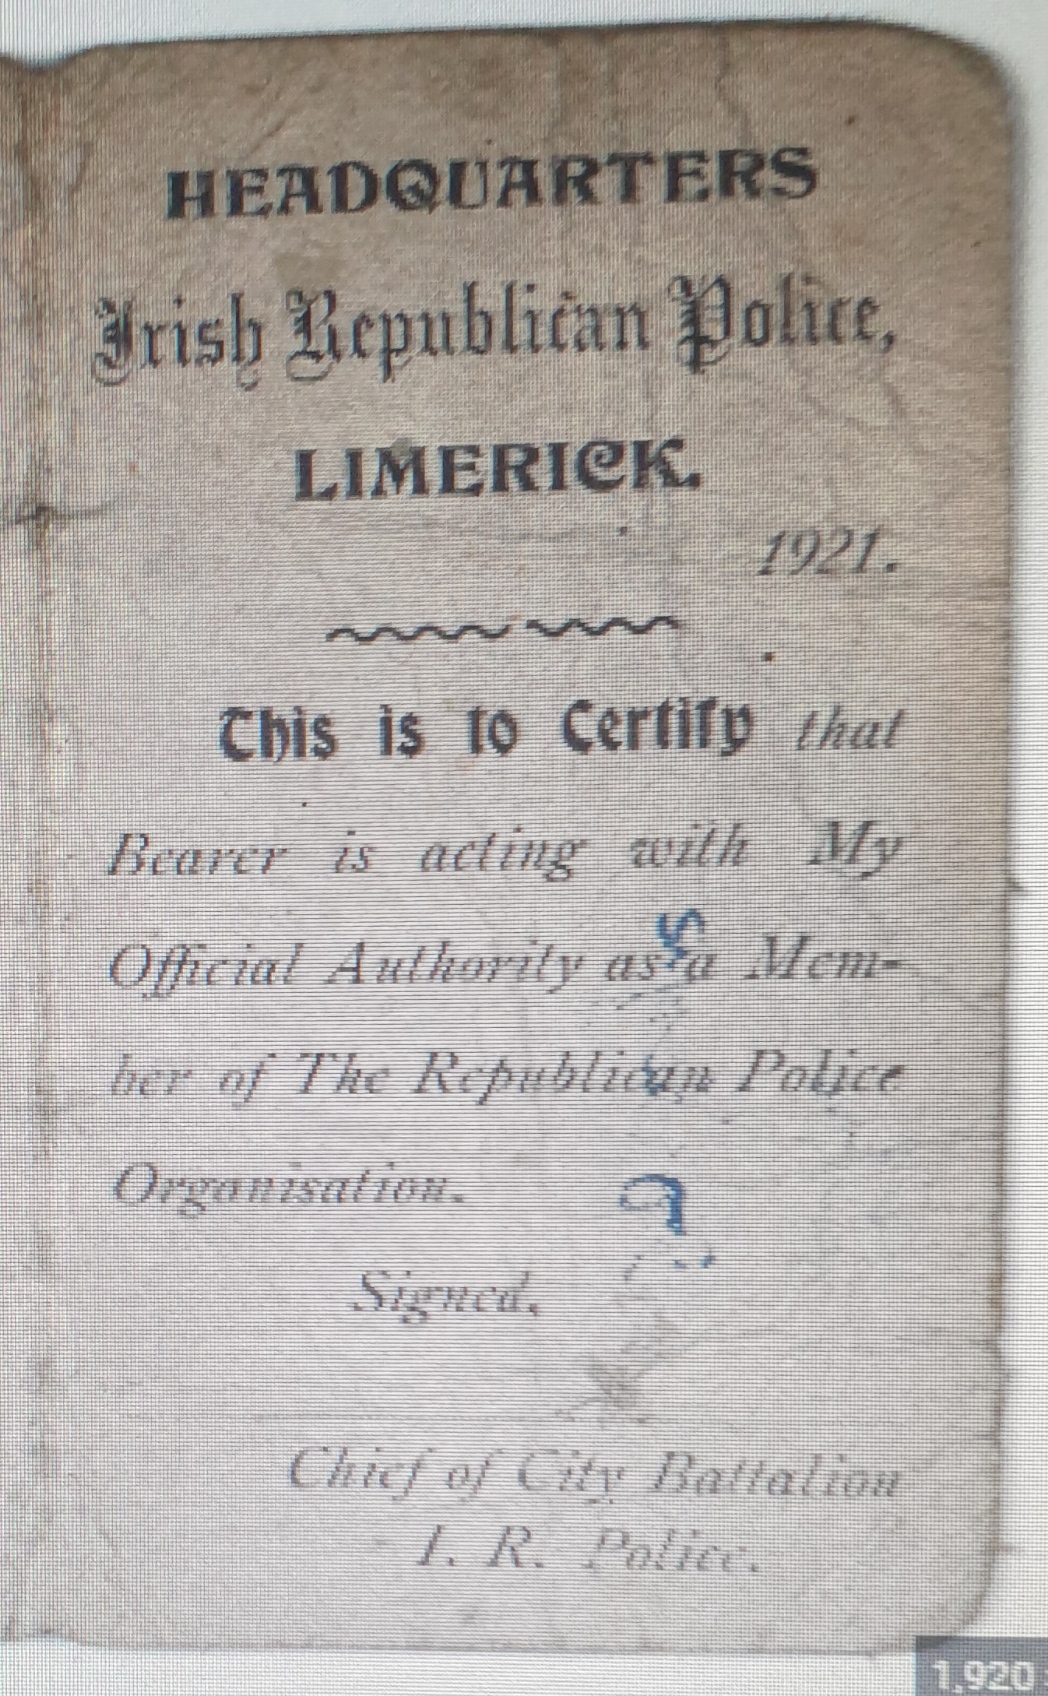 HEADQUARTERS
Irish Republican Police,
LIMERICK.
1921.
This is to Certify that
Bearer is acting with My
Official Authority as a Mem-
ber of The Republican Police
Organisation.
Signed,
Chief of City Battalion
I. R. Police.
1,920